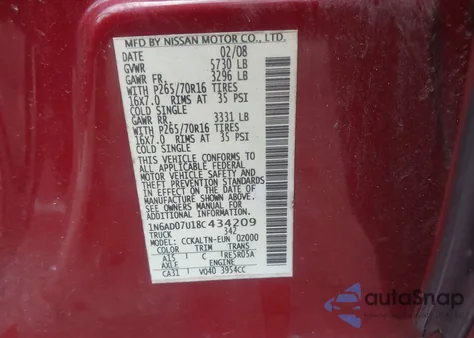 MFD BY NISSAN MOTOR CO., LTD.
DATE 02/08
GVWR 5730 LB
GAWR FR. 3296 LB
WITH P265/70R16 TIRES
16X7.0 RIMS AT 35 PSI
COLD SINGLE
GAWR RR. 3331 LB
WITH P265/70R16 TIRES
16X7.0 RIMS AT 35 PSI
COLD SINGLE
THIS VEHICLE CONFORMS TO
ALL APPLICABLE FEDERAL
MOTOR VEHICLE SAFETY AND
THEFT PREVENTION STANDARDS
IN EFFECT ON THE DATE OF
MANUFACTURE SHOWN ABOVE.
SEE OWNERS MANUAL FOR
ADDITIONAL INFORMATION
1N6AD07U18C434209
TRUCK 342
MODEL: CCKALTN-EUN 02000
COLOR TRIM TRANS
A15 C RE5R05A
AXLE ENGINE
CA31 VQ40 3954CC
autoSnap